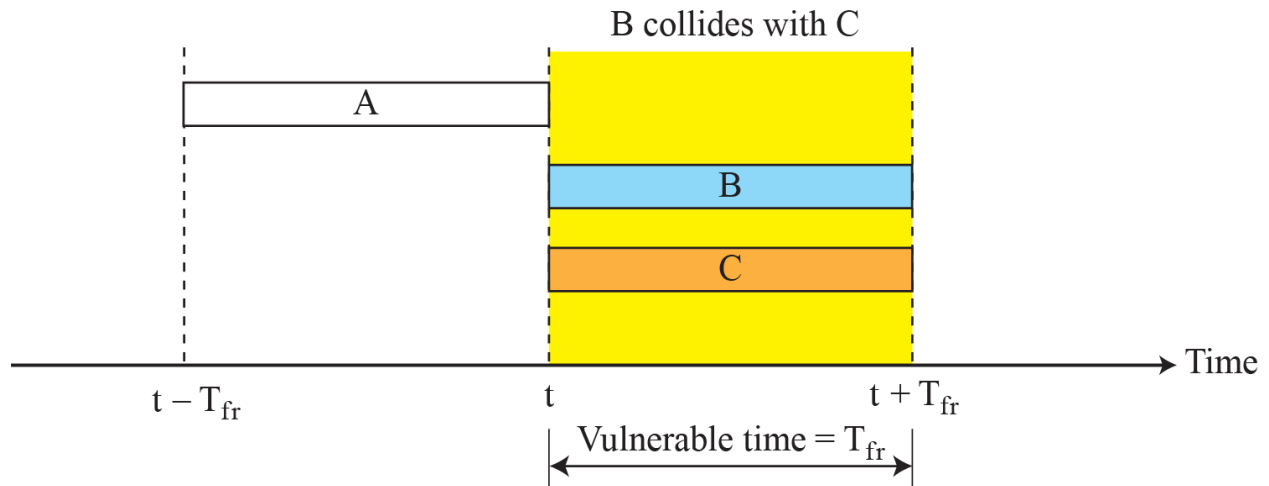 B collides with C
A
B
C
Time
t – Tfr
t
t + Tfr
Vulnerable time = Tfr